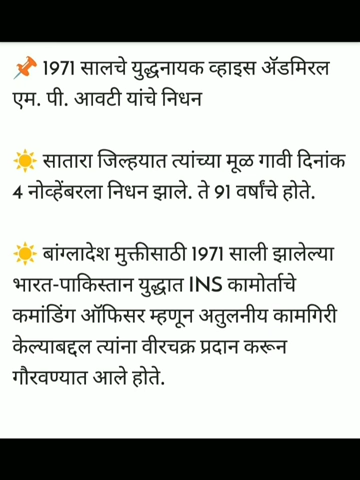 📌 1971 सालचे युद्धनायक व्हाइस ॲडमिरल
एम. पी. आवटी यांचे निधन
☀️ सातारा जिल्हयात त्यांच्या मूळ गावी दिनांक
4 नोव्हेंबरला निधन झाले. ते 91 वर्षांचे होते.
☀️ बांग्लादेश मुक्तीसाठी 1971 साली झालेल्या
भारत-पाकिस्तान युद्धात INS कामोर्ताचे
कमांडिंग ऑफिसर म्हणून अतुलनीय कामगिरी
केल्याबद्दल त्यांना वीरचक्र प्रदान करून
गौरवण्यात आले होते.